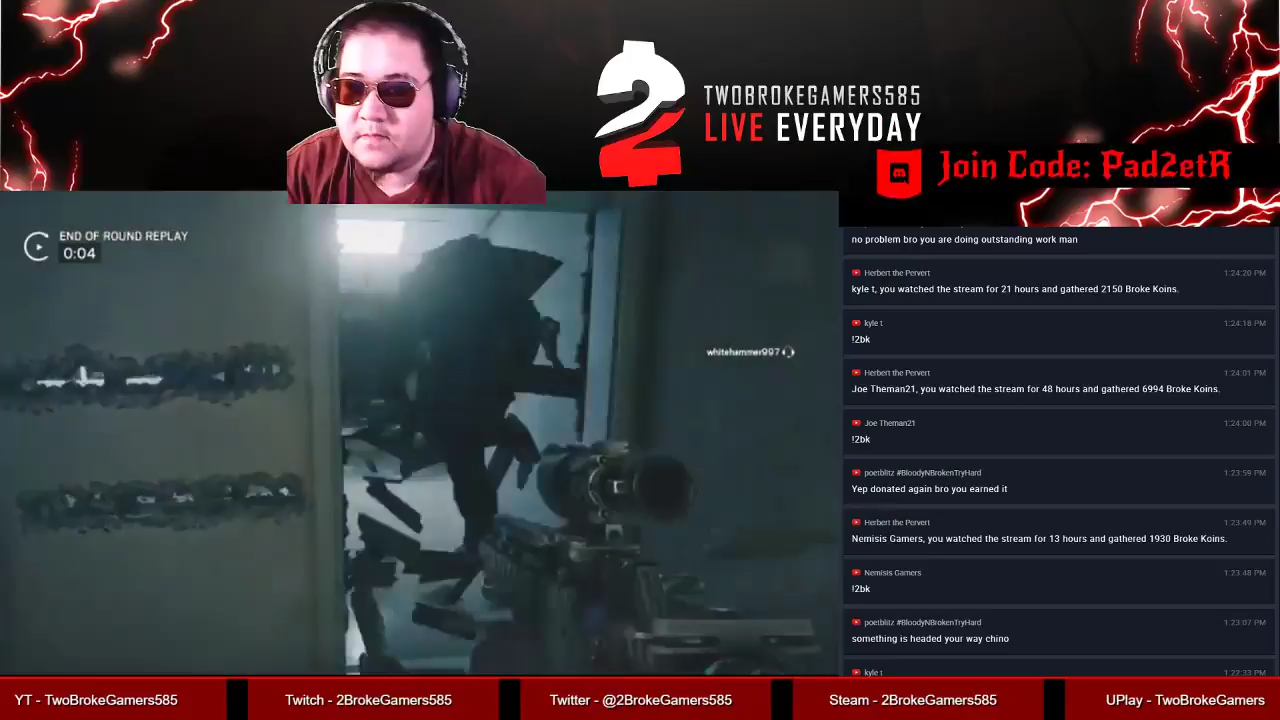 2
TWOBROKEGAMERS585
LIVE EVERYDAY
Join Code: Pad2etR
END OF ROUND REPLAY
0:04
whitehammer997
no problem bro you are doing outstanding work man
Herbert the Pervert 1:24:20 PM
kyle t, you watched the stream for 21 hours and gathered 2150 Broke Koins.
kyle t 1:24:18 PM
!2bk
Herbert the Pervert 1:24:01 PM
Joe Theman21, you watched the stream for 48 hours and gathered 6994 Broke Koins.
Joe Theman21 1:24:00 PM
!2bk
poetblitz #BloodyNBrokenTryHard 1:23:59 PM
Yep donated again bro you earned it
Herbert the Pervert 1:23:49 PM
Nemisis Gamers, you watched the stream for 13 hours and gathered 1930 Broke Koins.
Nemisis Gamers 1:23:48 PM
!2bk
poetblitz #BloodyNBrokenTryHard 1:23:07 PM
something is headed your way chino
kyle t 1:22:33 PM
YT - TwoBrokeGamers585 Twitch - 2BrokeGamers585 Twitter - @2BrokeGamers585 Steam - 2BrokeGamers585 UPlay - TwoBrokeGamers